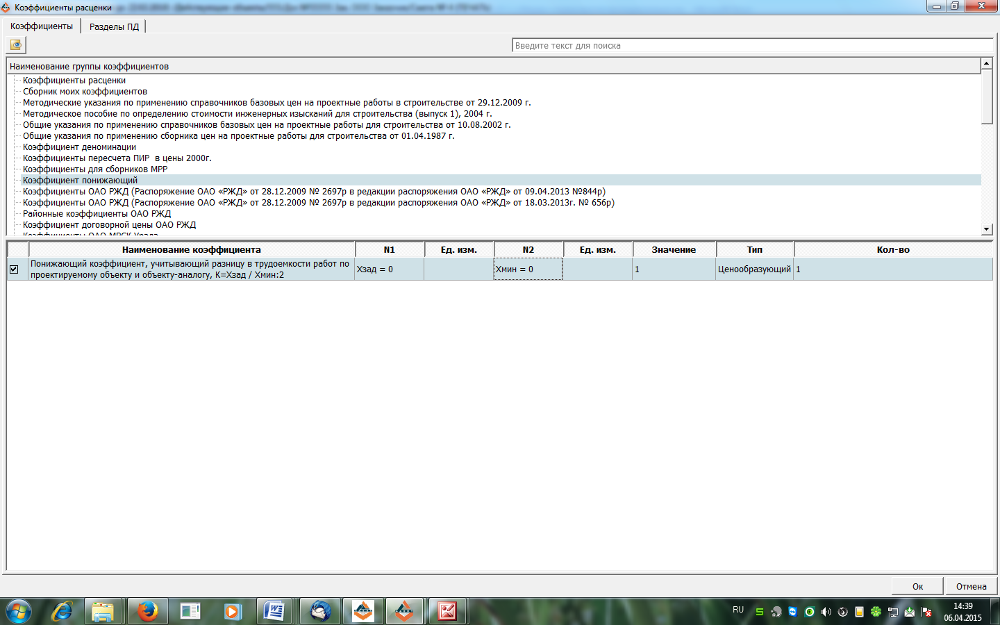 Коэффициенты расценки
Коэффициенты
Разделы ПД
Введите текст для поиска
Наименование группы коэффициентов
Коэффициенты расценки
Сборник моих коэффициентов
Методические указания по применению справочников базовых цен на проектные работы в строительстве от 29.12.2009 г.
Методическое пособие по определению стоимости инженерных изысканий для строительства (выпуск 1), 2004 г.
Общие указания по применению справочников базовых цен на проектные работы для строительства от 10.08.2002 г.
Общие указания по применению сборника цен на проектные работы для строительства от 01.04.1987 г.
Коэффициент деноминации
Коэффициенты пересчета ПИР в цены 2000г.
Коэффициенты для сборников МРР
Коэффициент понижающий
Коэффициенты ОАО РЖД (Распоряжение ОАО «РЖД» от 28.12.2009 № 2697р в редакции распоряжения ОАО «РЖД» от 09.04.2013 №844р)
Коэффициенты ОАО РЖД (Распоряжение ОАО «РЖД» от 28.12.2009 № 2697р в редакции распоряжения ОАО «РЖД» от 18.03.2013г. № 656р)
Районные коэффициенты ОАО РЖД
Коэффициент договорной цены ОАО РЖД
Коэффициенты ОАО МРСК Урала
Наименование коэффициента N1 Ед. изм. N2 Ед. изм. Значение Тип Кол-во
Понижающий коэффициент, учитывающий разницу в трудоемкости работ по
проектируемому объекту и объекту-аналогу, К=Хзад / Хмин:2
Хзад = 0 Хмин = 0 1 Ценообразующий 1
Ок Отмена
RU
14:39
06.04.2015